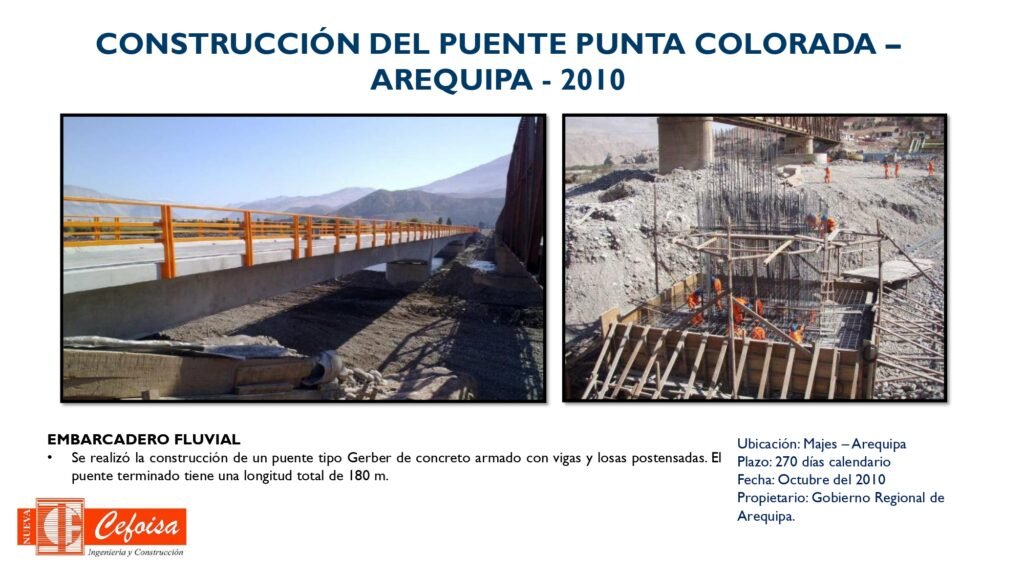 CONSTRUCCIÓN DEL PUENTE PUNTA COLORADA –
AREQUIPA - 2010
EMBARCADERO FLUVIAL
• Se realizó la construcción de un puente tipo Gerber de concreto armado con vigas y losas postensadas. El
puente terminado tiene una longitud total de 180 m.
Ubicación: Majes – Arequipa
Plazo: 270 días calendario
Fecha: Octubre del 2010
Propietario: Gobierno Regional de
Arequipa.
NUEVA
Cefoisa
Ingeniería y Construcción